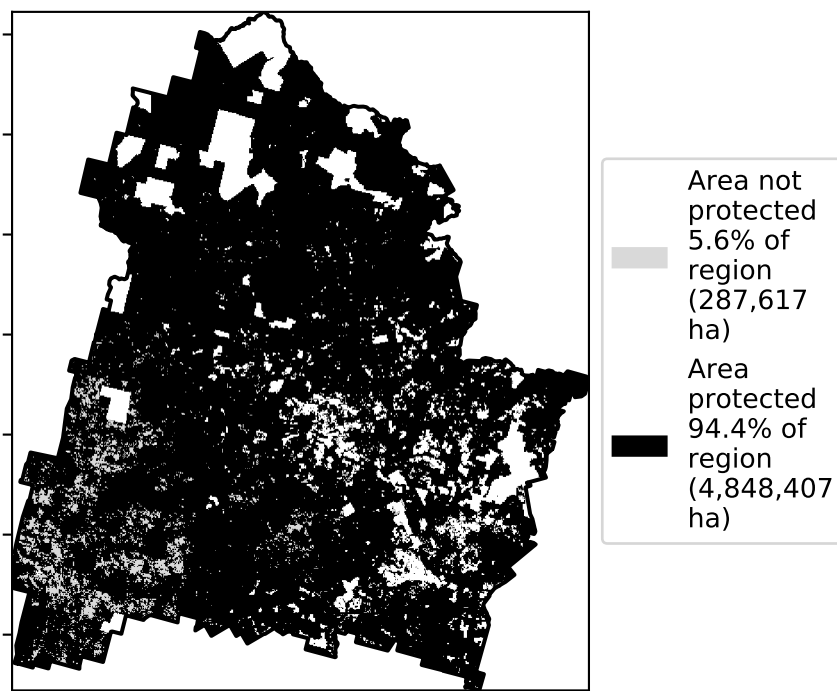 Area not
protected
5.6% of
region
(287,617
ha)
Area
protected
94.4% of
region
(4,848,407
ha)